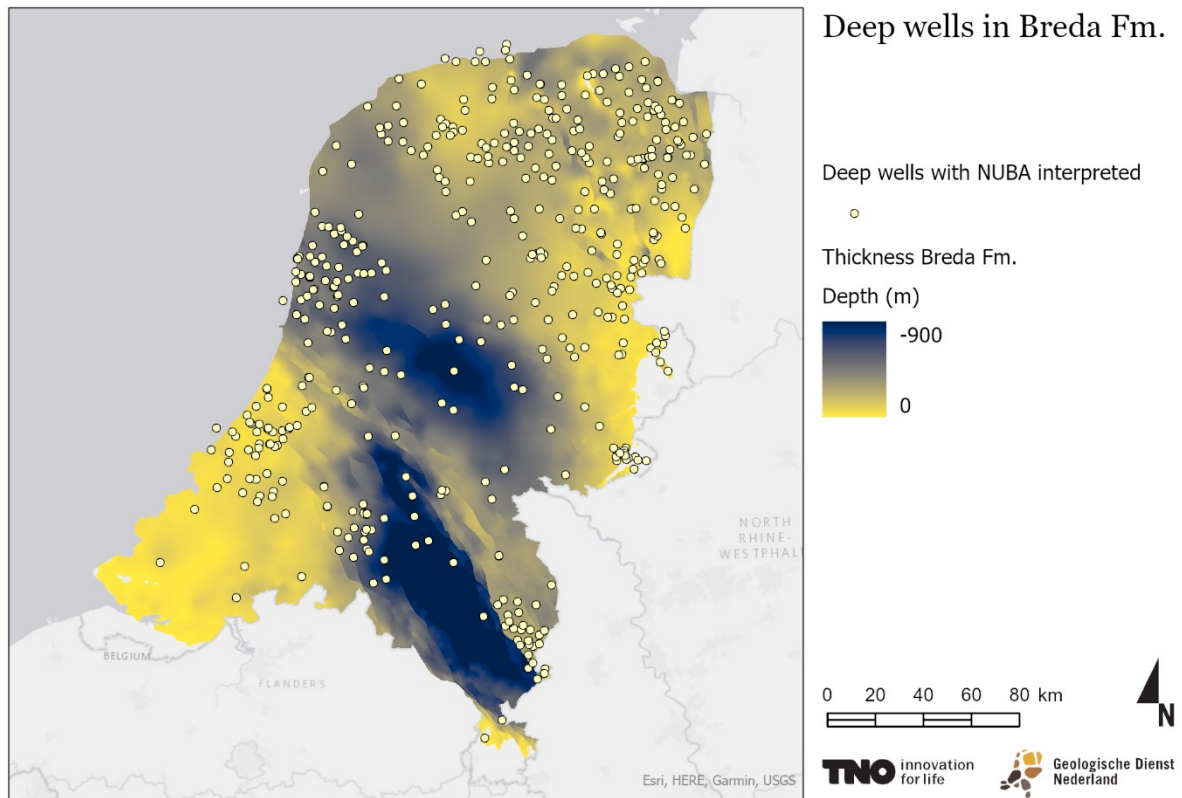 Deep wells in Breda Fm.
Deep wells with NUBA interpreted
Thickness Breda Fm.
Depth (m)
-900
0
NORTH
RHINE-
WESTPHAL
BELGIUM
FLANDERS
Esri, HERE, Garmin, USGS
0 20 40 60 80 km
N
TNO innovation
for life
Geologische Dienst
Nederland